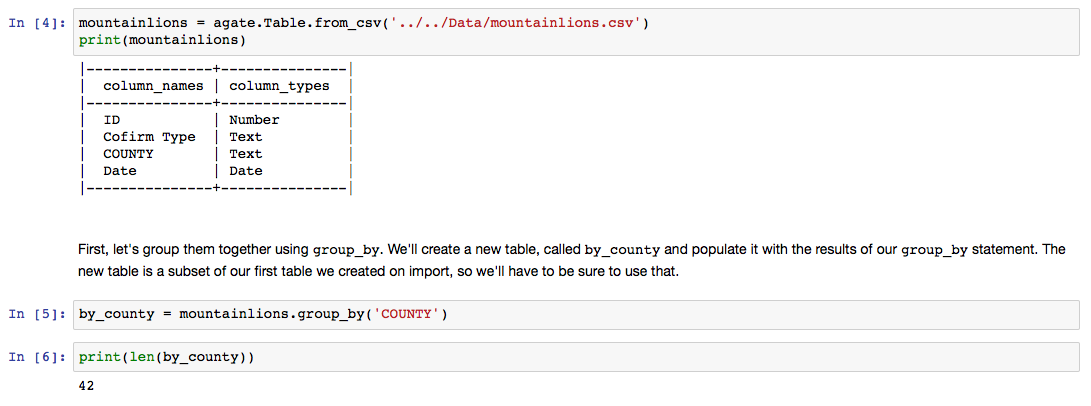 In [4]: mountainlions = agate.Table.from_csv('../../Data/mountainlions.csv')
print(mountainlions)
|---------------+---------------|
|  column_names | column_types  |
|---------------+---------------|
|  ID           | Number        |
|  Cofirm Type  | Text          |
|  COUNTY       | Text          |
|  Date         | Date          |
|---------------+---------------|
First, let's group them together using group_by. We'll create a new table, called by_county and populate it with the results of our group_by statement. The
new table is a subset of our first table we created on import, so we'll have to be sure to use that.
In [5]: by_county = mountainlions.group_by('COUNTY')
In [6]: print(len(by_county))
42